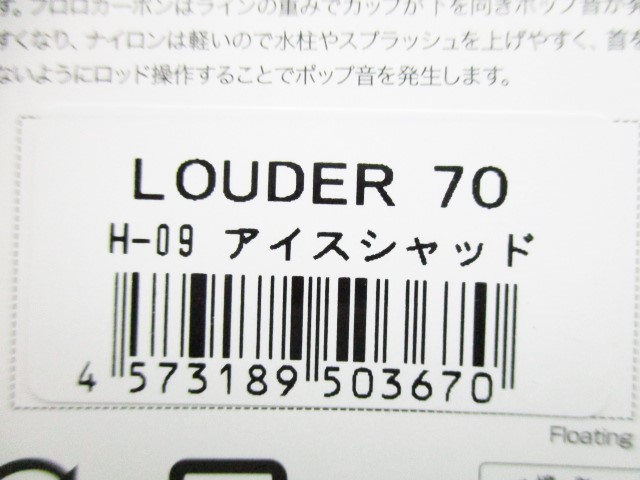 す。フロロカーボンはラインの重みでカップが下を向きポップ音が
すくなり、ナイロンは軽いので水柱やスプラッシュを上げやすく、首を
ないようにロッド操作することでポップ音を発生します。
LOUDER 70
H-09 アイスシャッド
4 573189 503670
Floating